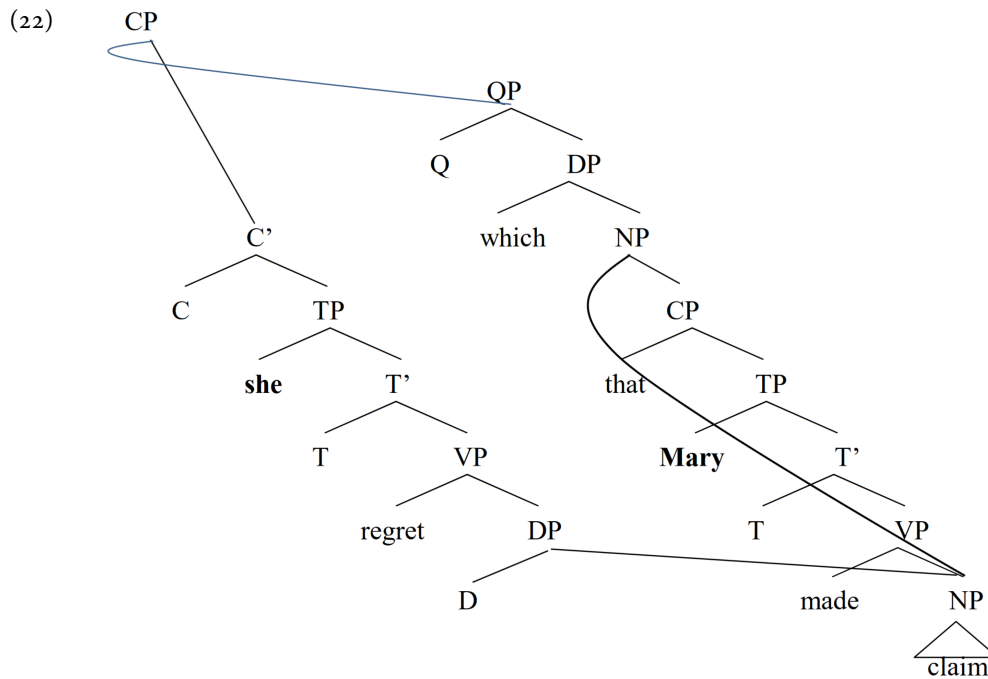 (22) CP
QP
Q DP
which NP
C'
C TP CP
she T' that TP
T VP Mary T'
regret DP T VP
D made NP
claim